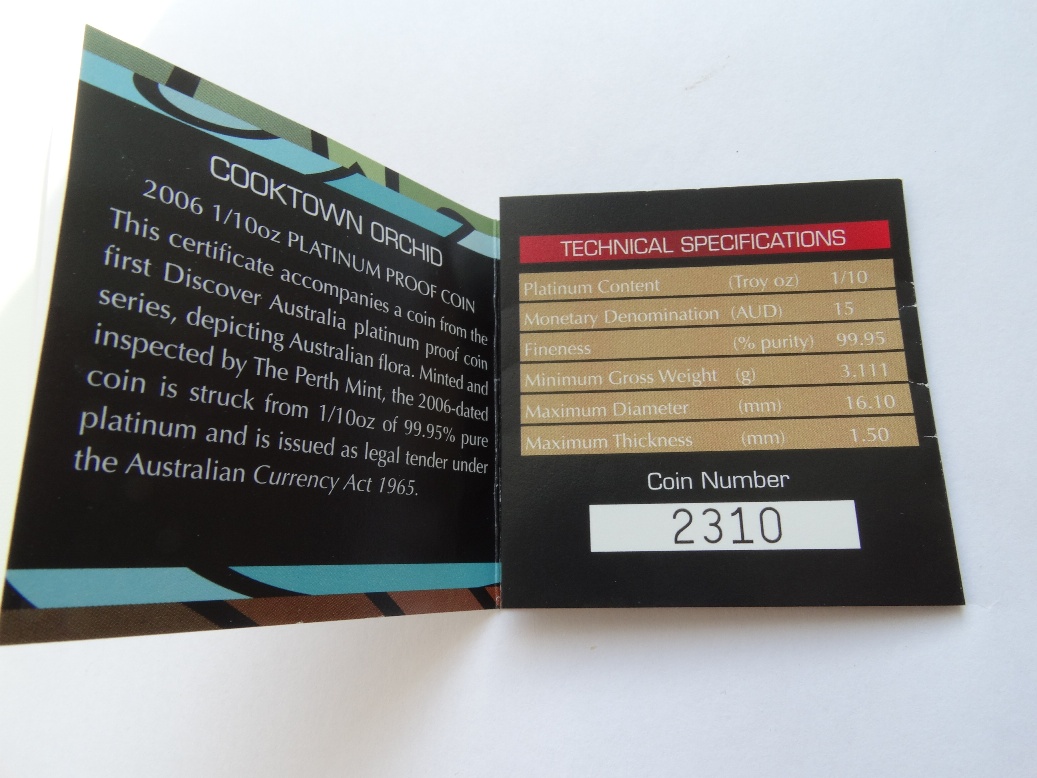 COOKTOWN ORCHID
2006 1/10oz PLATINUM PROOF COIN
This certificate accompanies a coin from the
first Discover Australia platinum proof coin
series, depicting Australian flora. Minted and
inspected by The Perth Mint, the 2006-dated
coin is struck from 1/10oz of 99.95% pure
platinum and is issued as legal tender under
the Australian Currency Act 1965.
TECHNICAL SPECIFICATIONS
Platinum Content (Troy oz) 1/10
Monetary Denomination (AUD) 15
Fineness (% purity) 99.95
Minimum Gross Weight (g) 3.111
Maximum Diameter (mm) 16.10
Maximum Thickness (mm) 1.50
Coin Number
2310